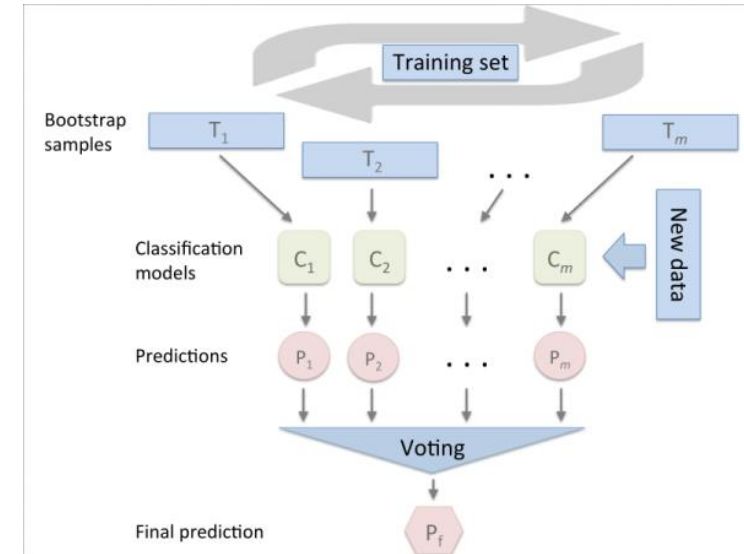 Training set
Bootstrap
samples
T₁
T₂
. . .
Tₘ
New data
Classification
models
C₁
C₂
. . .
Cₘ
Predictions
P₁
P₂
. . .
Pₘ
Voting
Final prediction
P_f